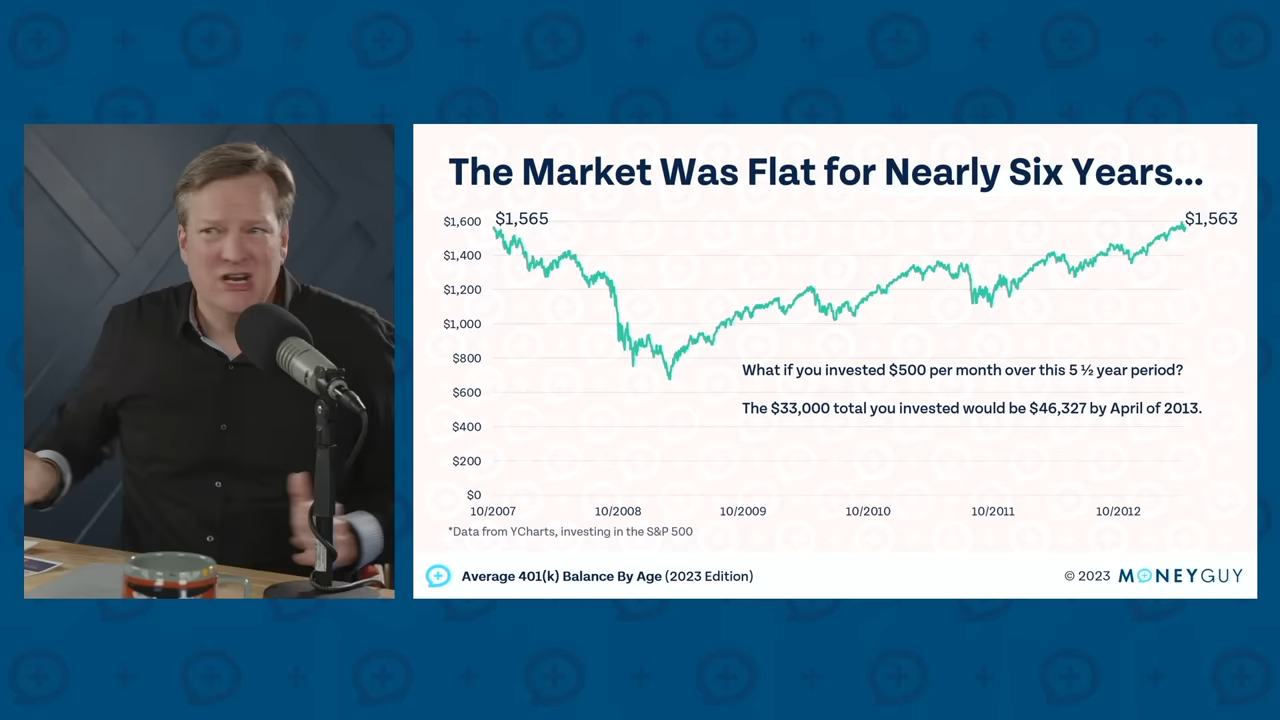 The Market Was Flat for Nearly Six Years...
$1,565
$1,563
$1,600
$1,400
$1,200
$1,000
$800
$600
$400
$200
$0
What if you invested $500 per month over this 5 ½ year period?
The $33,000 total you invested would be $46,327 by April of 2013.
10/2007 10/2008 10/2009 10/2010 10/2011 10/2012
*Data from YCharts, investing in the S&P 500
Average 401(k) Balance By Age (2023 Edition)
© 2023 MONEYGUY